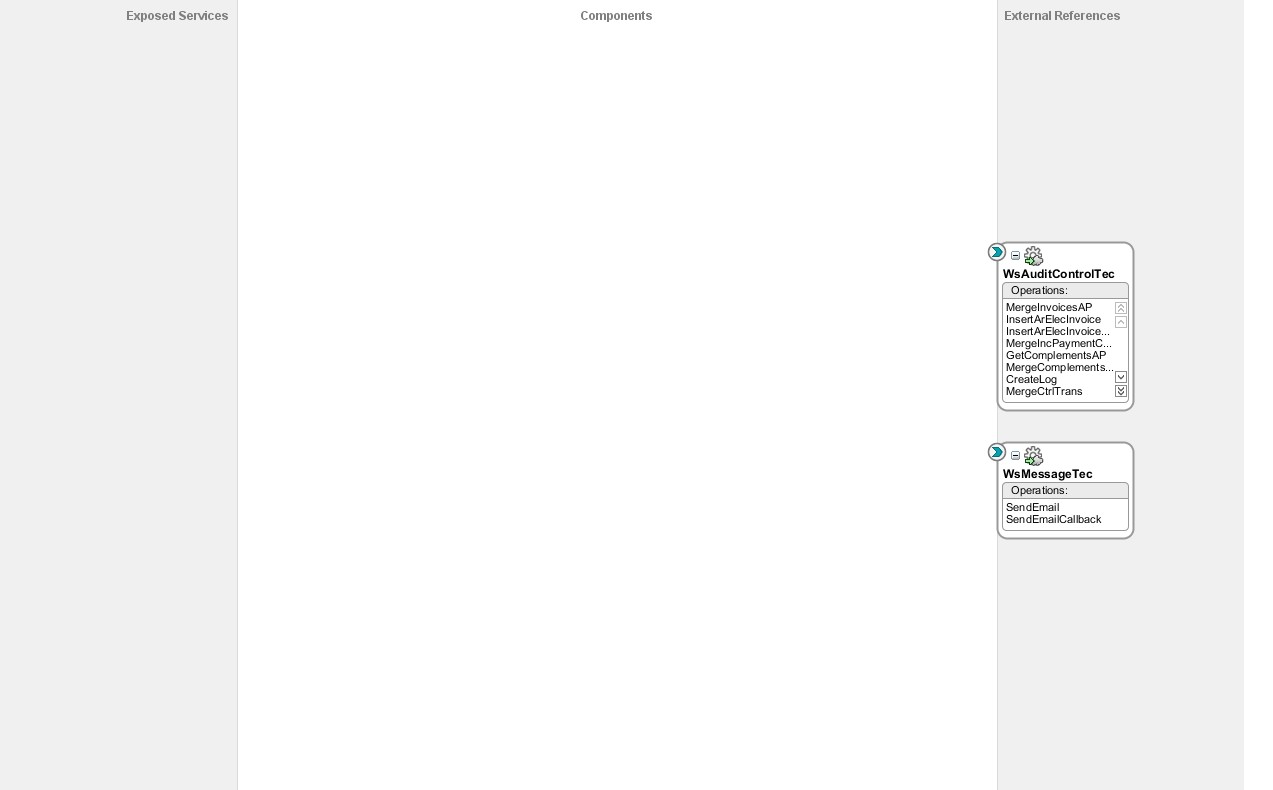 Exposed Services
Components
External References
WsAuditControlTec
Operations:
MergeInvoicesAP
InsertArElecInvoice
InsertArElecInvoice...
MergeIncPaymentC...
GetComplementsAP
MergeComplements...
CreateLog
MergeCtrlTrans
WsMessageTec
Operations:
SendEmail
SendEmailCallback